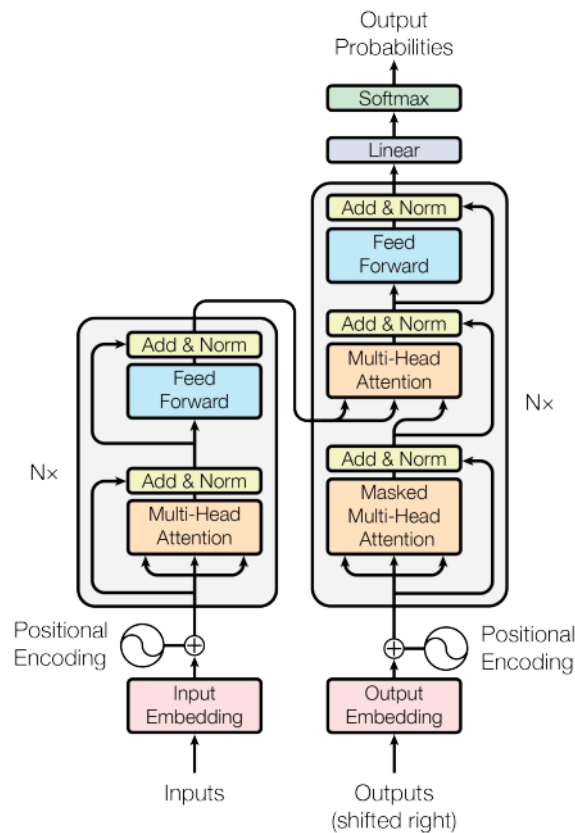 Output
Probabilities
Softmax
Linear
Add & Norm
Feed
Forward
Add & Norm
Multi-Head
Attention
Add & Norm
Masked
Multi-Head
Attention
Nx
Add & Norm
Feed
Forward
Add & Norm
Multi-Head
Attention
Nx
Positional
Encoding
Positional
Encoding
Input
Embedding
Output
Embedding
Inputs
Outputs
(shifted right)